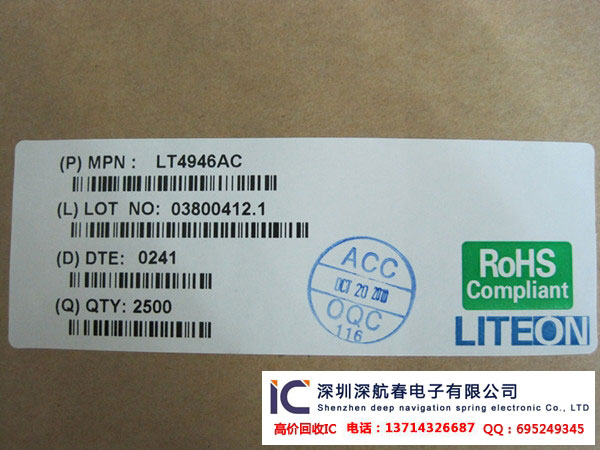 (P) MPN : LT4946AC
(L) LOT NO: 03800412.1
(D) DTE: 0241
(Q) QTY: 2500
ACC
OCT 20 2010
OQC
116
RoHS
Compliant
LITEON
IC 深圳深航春电子有限公司
Shenzhen deep navigation spring electronic Co., LTD
高价回收IC 电话：13714326687 QQ：695249345